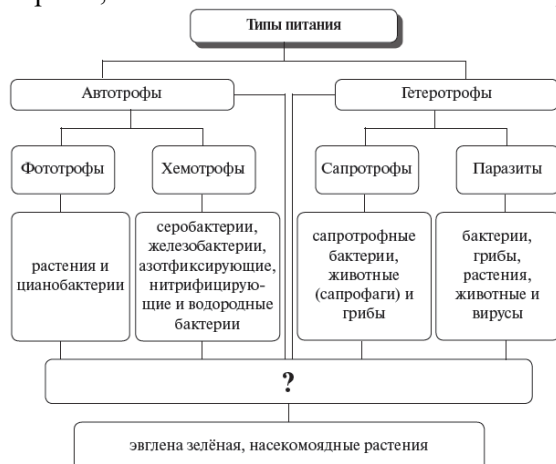 Типы питания
Автотрофы
Гетеротрофы
Фототрофы
Хемотрофы
Сапротрофы
Паразиты
растения и
цианобактерии
серобактерии,
железобактерии,
азотфиксирующие,
нитрифицирую-
щие и водородные
бактерии
сапротрофные
бактерии,
животные
(сапрофаги) и
грибы
бактерии,
грибы,
растения,
животные и
вирусы
?
эвглена зелёная, насекомоядные растения